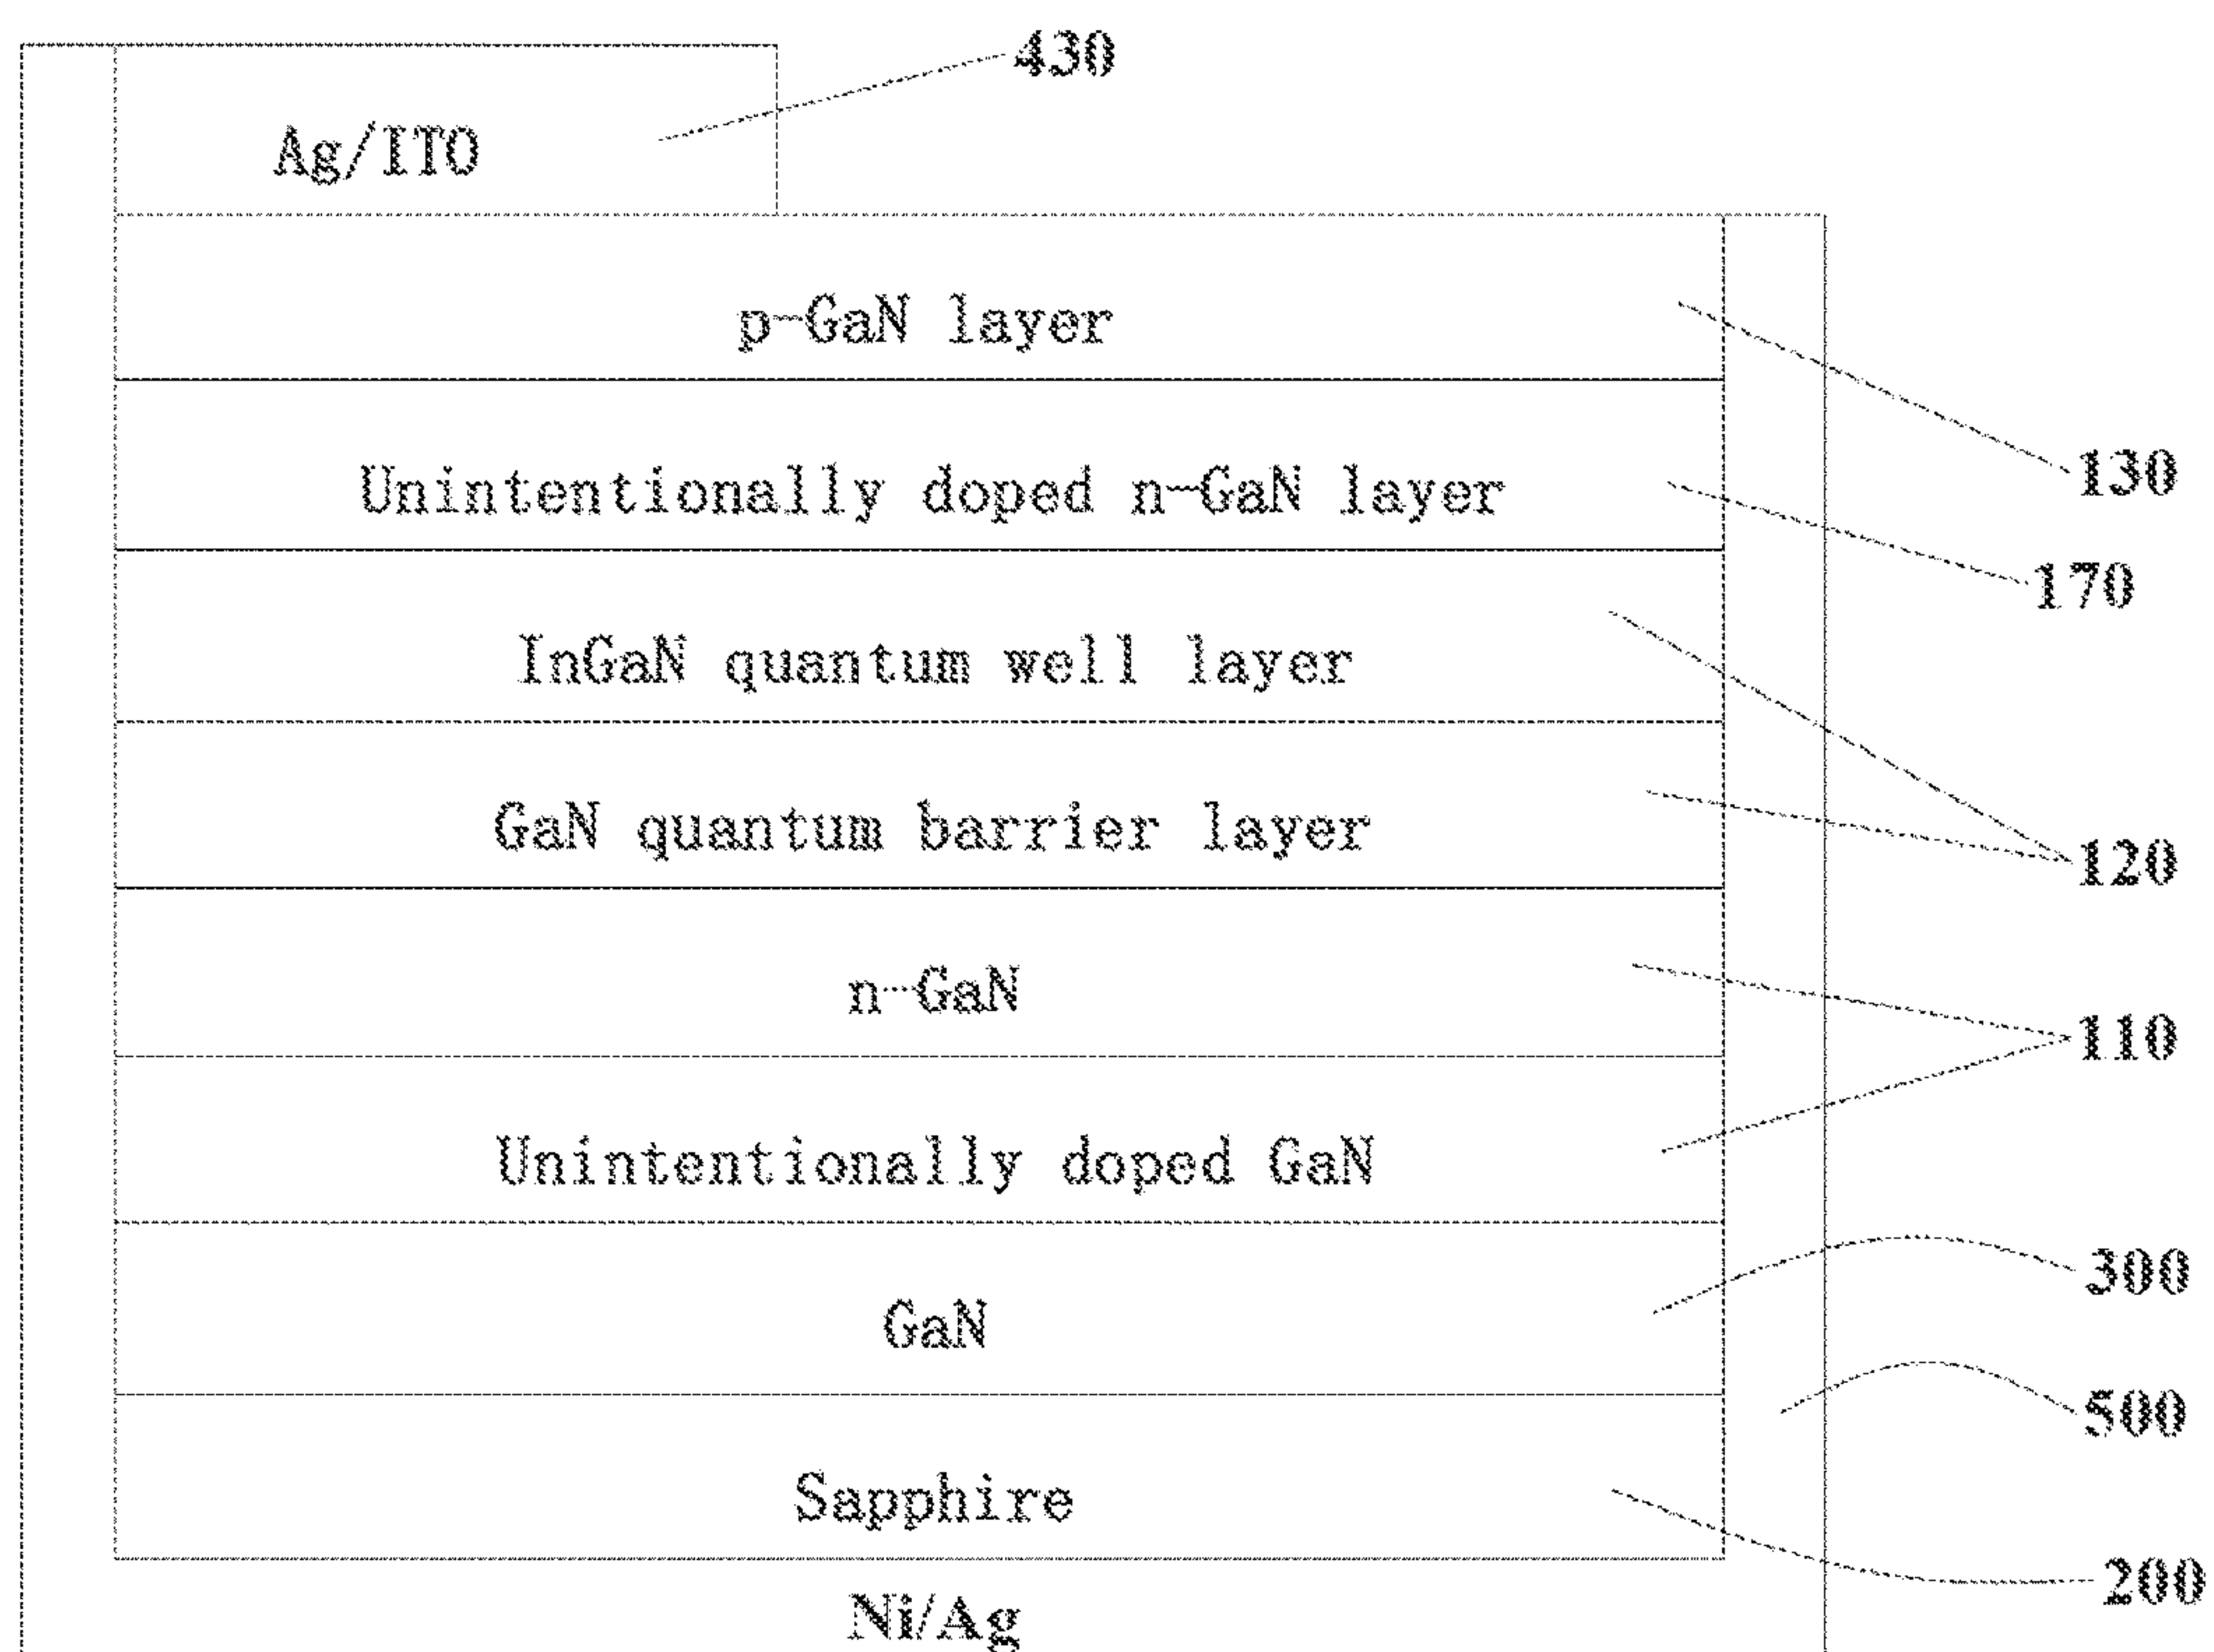 430
Ag/ITO
p-GaN layer
130
Unintentionally doped n-GaN layer
170
InGaN quantum well layer
GaN quantum barrier layer
120
n-GaN
110
Unintentionally doped GaN
300
GaN
500
Sapphire
200
Ni/Ag